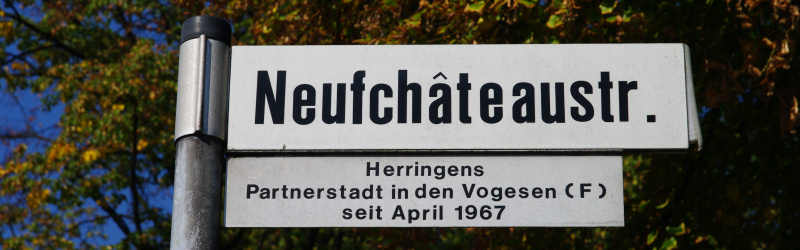 Neufchâteaustr.
Herringens
Partnerstadt in den Vogesen (F)
seit April 1967